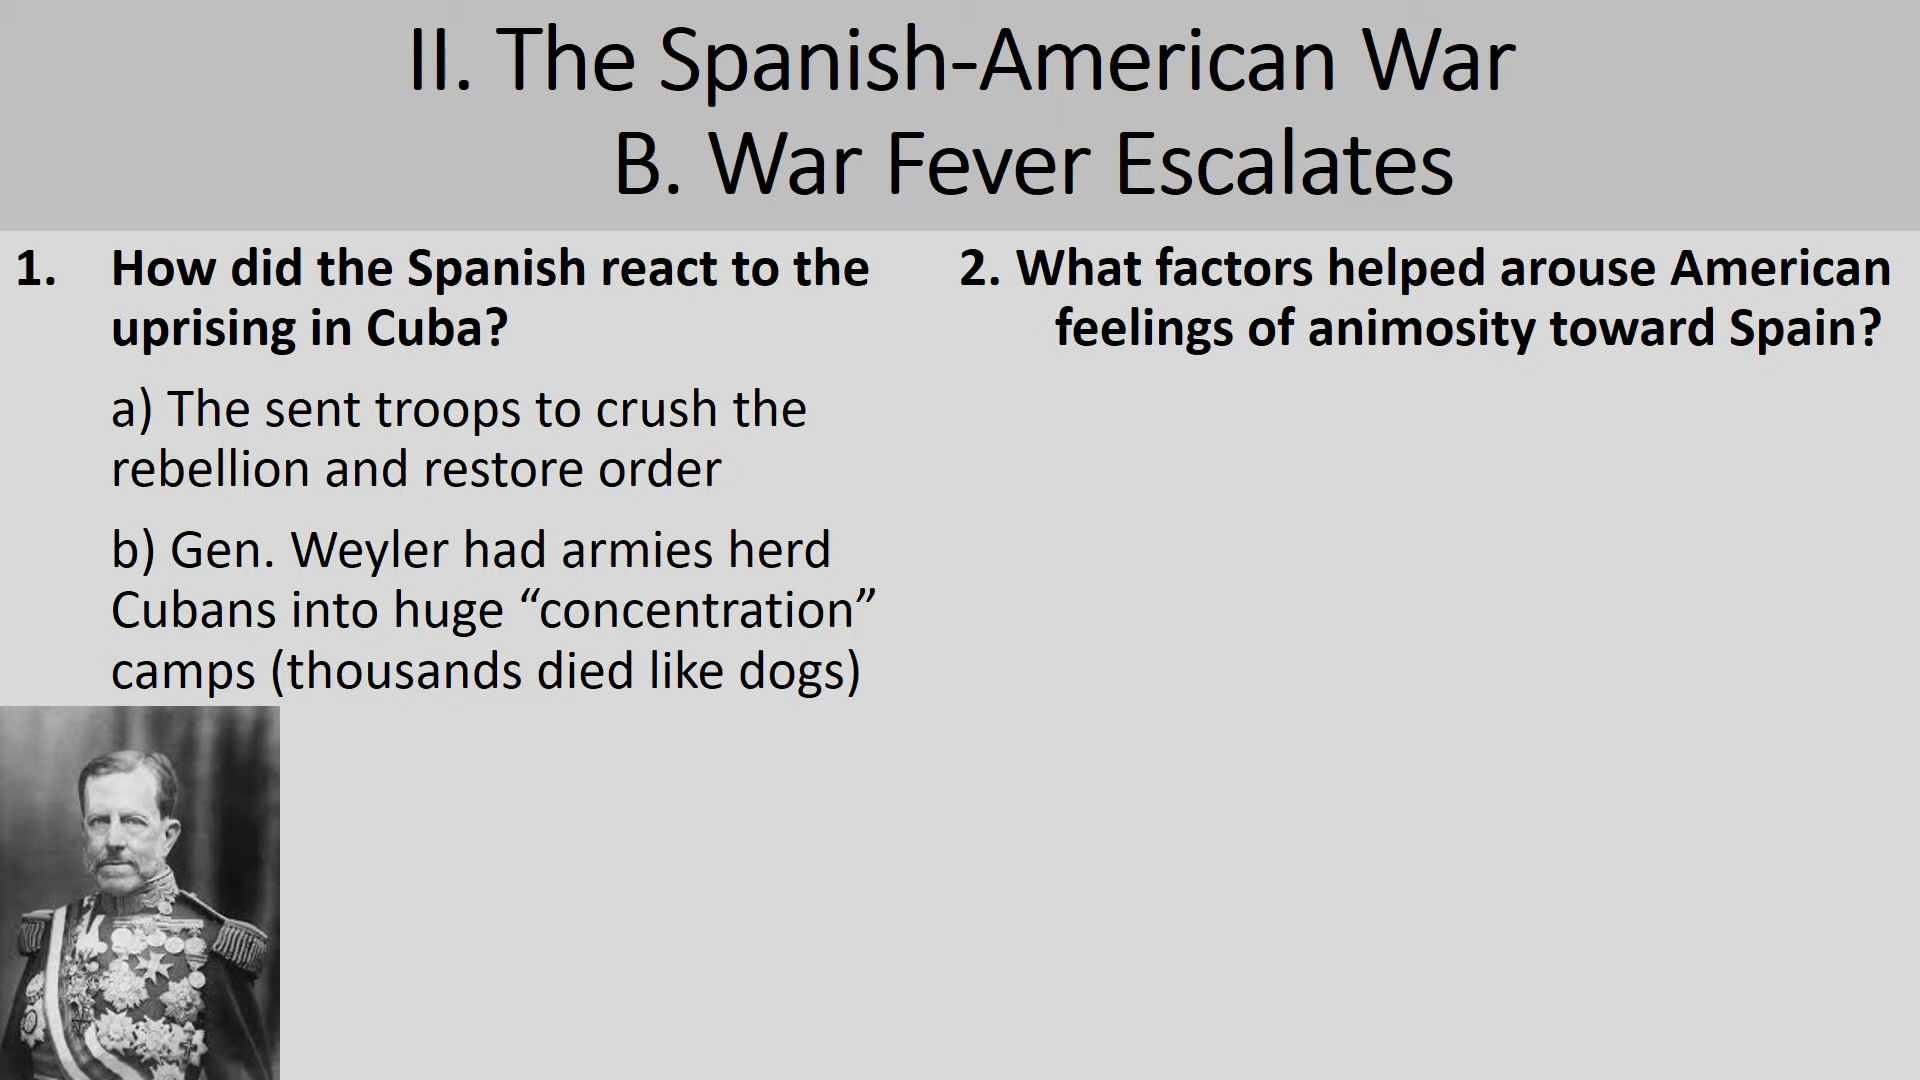 II. The Spanish-American War
B. War Fever Escalates
1. How did the Spanish react to the
uprising in Cuba?
a) The sent troops to crush the
rebellion and restore order
b) Gen. Weyler had armies herd
Cubans into huge “concentration”
camps (thousands died like dogs)
2. What factors helped arouse American
feelings of animosity toward Spain?